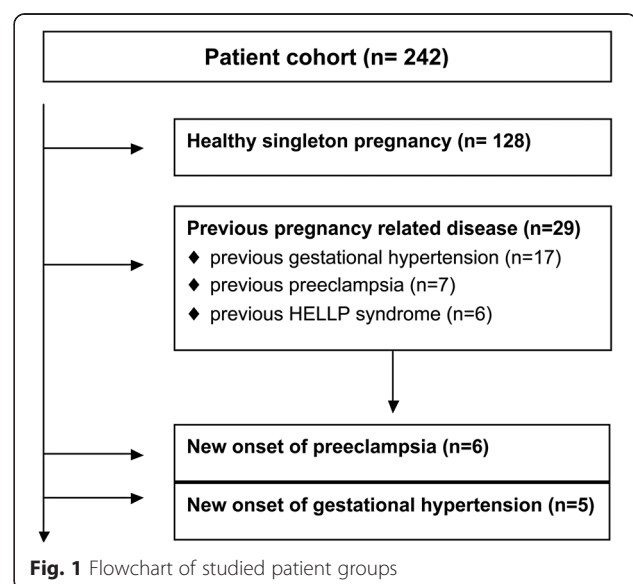 Patient cohort (n= 242)
Healthy singleton pregnancy (n= 128)
Previous pregnancy related disease (n=29)
♦ previous gestational hypertension (n=17)
♦ previous preeclampsia (n=7)
♦ previous HELLP syndrome (n=6)
New onset of preeclampsia (n=6)
New onset of gestational hypertension (n=5)
Fig. 1 Flowchart of studied patient groups